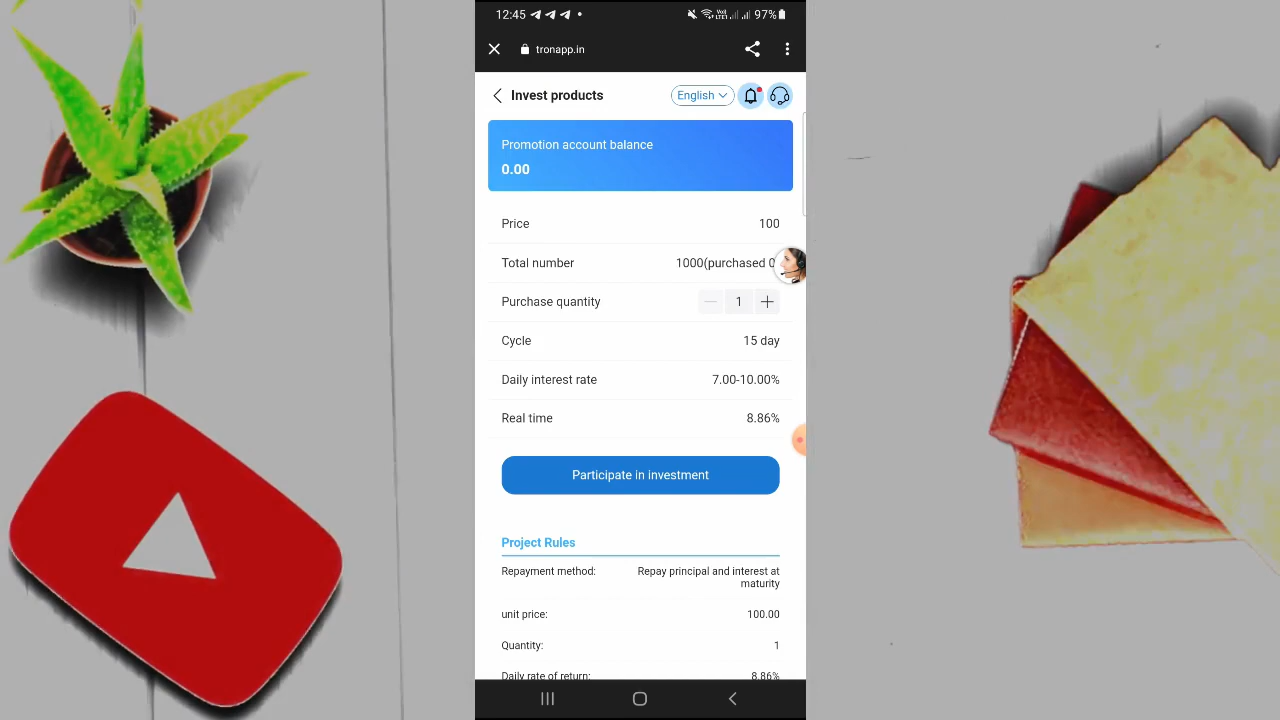 12:45
97%
tronapp.in
Invest products
English
Promotion account balance
0.00
Price 100
Total number 1000(purchased 0
Purchase quantity 1
Cycle 15 day
Daily interest rate 7.00-10.00%
Real time 8.86%
Participate in investment
Project Rules
Repayment method: Repay principal and interest at
maturity
unit price: 100.00
Quantity: 1
Daily rate of return: 8.86%